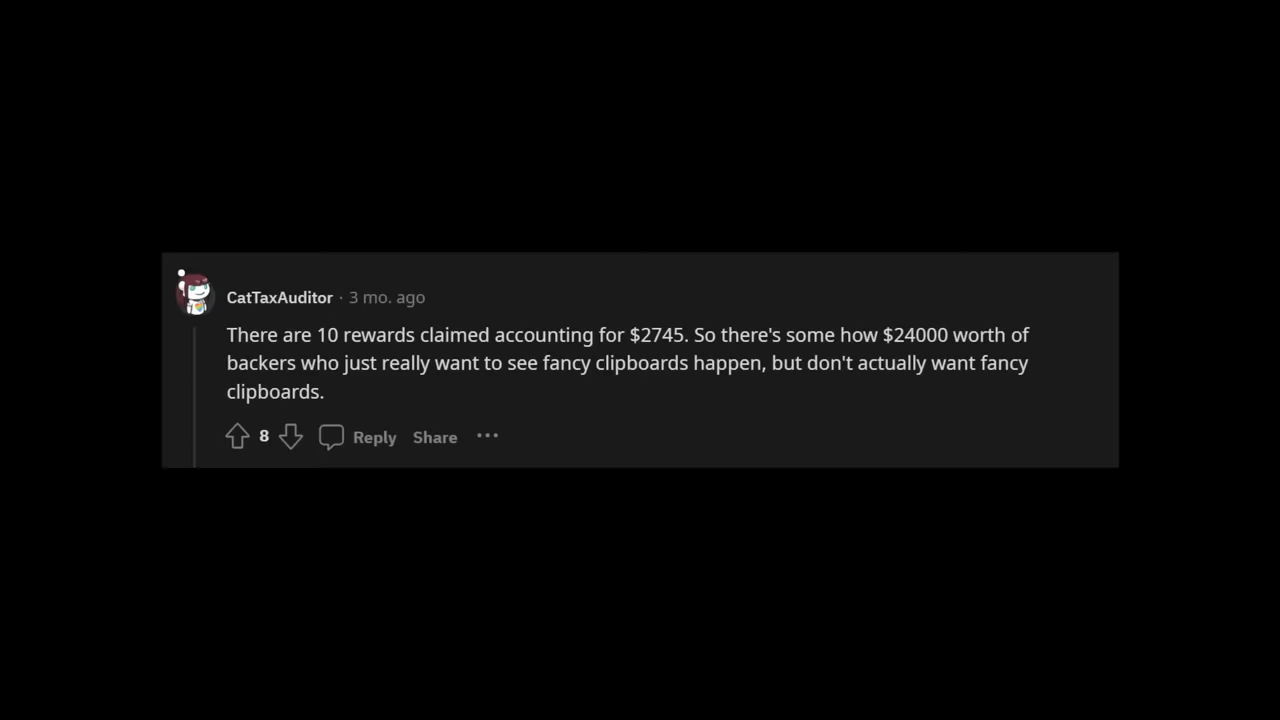 CatTaxAuditor · 3 mo. ago
There are 10 rewards claimed accounting for $2745. So there's some how $24000 worth of
backers who just really want to see fancy clipboards happen, but don't actually want fancy
clipboards.
8 Reply Share ···